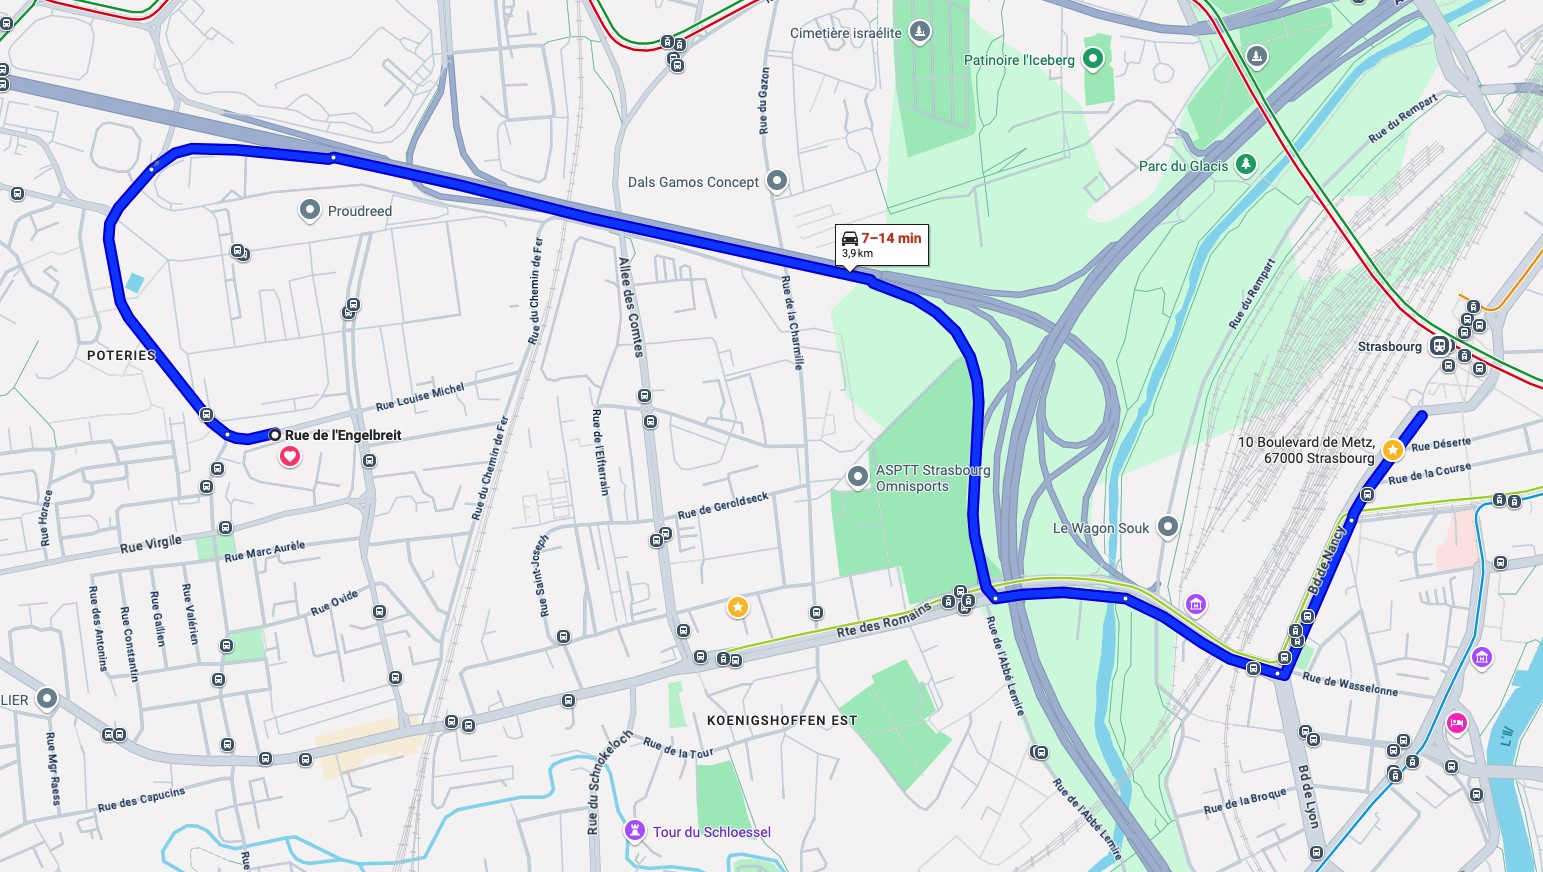 Cimetière israélite
Patinoire l'Iceberg
Rue du Gazon
Rue du Rempart
Parc du Glacis
Dals Gamos Concept
Proudreed
7–14 min
3,9 km
Rue du Chemin de Fer
Allee des Comtes
Rue de la Charmille
Rue du Rempart
Strasbourg
POTERIES
Rue Louise Michel
Rue de l'Engelbreit
Rue du Chemin de Fer
Rue de l'Elfterain
10 Boulevard de Metz,
67000 Strasbourg
Rue Déserte
Rue de la Course
ASPTT Strasbourg
Omnisports
Rue de Geroldseck
Le Wagon Souk
Bd de Nancy
Rue Horace
Rue Virgile
Rue Marc Aurèle
Rue Saint-Joseph
Rue des Antonins
Rue Constantin
Rue Gallien
Rue Valérien
Rue Ovide
Rte des Romains
Rue de l'Abbé Lemire
Rue de Wasselonne
LIER
KOENIGSHOFFEN EST
Rue de la Tour
Rue du Schnokeloch
L'Ill
Rue Mgr Raess
Rue des Capucins
Rue de l'Abbé Lemire
Rue de la Broque
Bd de Lyon
Tour du Schloessel
Rue